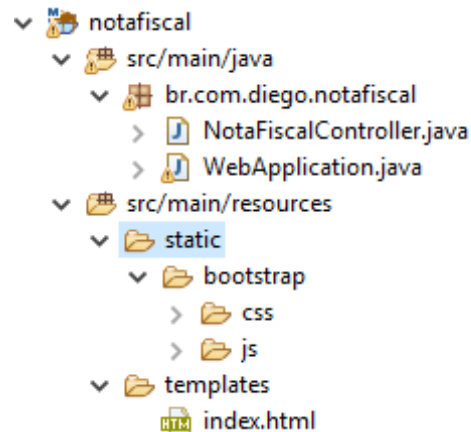 notafiscal
src/main/java
br.com.diego.notafiscal
NotaFiscalController.java
WebApplication.java
src/main/resources
static
bootstrap
css
js
templates
index.html